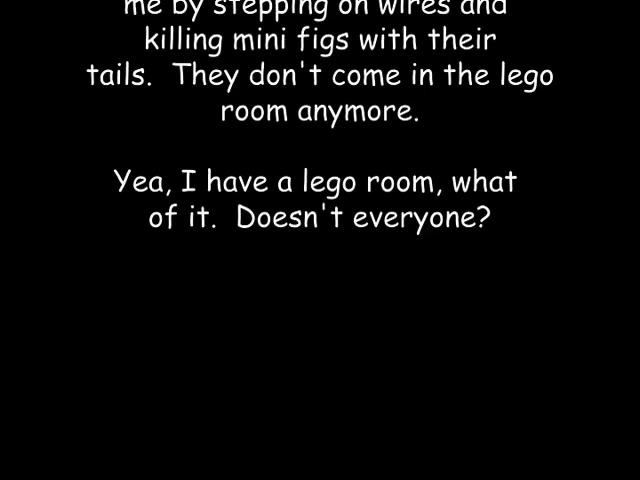 me by stepping on wires and
killing mini figs with their
tails.  They don't come in the lego
room anymore.
Yea, I have a lego room, what
of it.  Doesn't everyone?